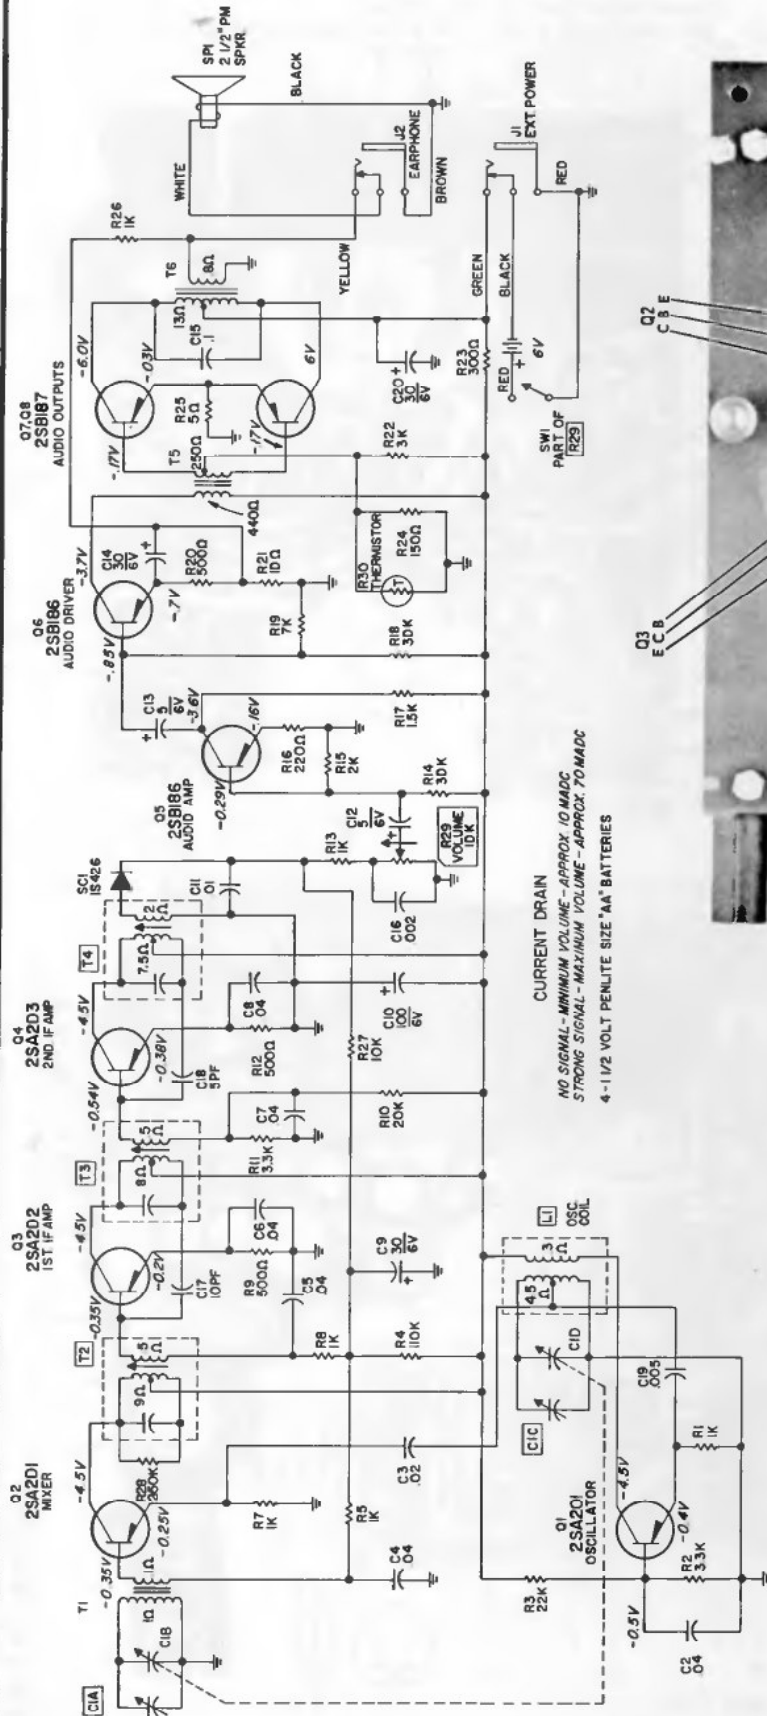 SP1
2 1/2" PM
SPKR
BLACK
WHITE
J2
EARPHONE
BROWN
YELLOW
J1
EXT. POWER
RED
GREEN
BLACK
RED
6V
SW1
PART OF
R29
R26
1K
T6
8Ω
13Ω
C15
.1
-6.0V
-.03V
6V
Q7,Q8
2SB187
AUDIO OUTPUTS
R25
5Ω
-.17V
-.17V
T5
250Ω
440Ω
C20
30
6V
R23
300Ω
R22
3K
R24
150Ω
R30
THERMISTOR
T
Q6
2SB186
AUDIO DRIVER
-3.7V
C14
30
6V
-.7V
R20
500Ω
R21
10Ω
R19
7K
R18
30K
-.85V
C13
5
6V
-3.6V
R17
1.5K
-.16V
R16
220Ω
R15
2K
R14
30K
Q5
2SB186
AUDIO AMP
-0.29V
C12
5
6V
R29
VOLUME
10K
R13
1K
C16
.002
SC1
1S426
C11
.01
T4
2Ω
7.5Ω
Q4
2SA203
2ND. IF AMP
-4.5V
-0.38V
-0.54V
C18
5PF
C8
.04
R12
500Ω
C10
100
6V
R27
10K
T3
.5
Ω
8Ω
R11
3.3K
C7
.04
R10
20K
Q3
2SA202
1ST. IF AMP
-4.5V
-0.2V
-0.35V
C17
10PF
C6
.04
R9
500Ω
C5
.04
C9
30
6V
T2
.5
Ω
9Ω
R8
1K
R4
110K
Q2
2SA201
MIXER
-4.5V
-0.25V
-0.35V
R28
C3
.02
R7
1K
R5
1K
C4
.04
T1
1Ω
1Ω
C1B
C1A
L1
OSC.
COIL
.3
Ω
4.5
Ω
C1D
C1C
C19
.005
R1
1K
Q1
2SA201
OSCILLATOR
-4.5V
-0.4V
-0.5V
R3
22K
R2
3.3K
C2
.04
CURRENT DRAIN
NO SIGNAL-MINIMUM VOLUME-APPROX. 10 MADC
STRONG SIGNAL-MAXIMUM VOLUME-APPROX. 70 MADC
4-1 1/2 VOLT PENLITE SIZE "AA" BATTERIES
Q2
C B E
Q3
E C B